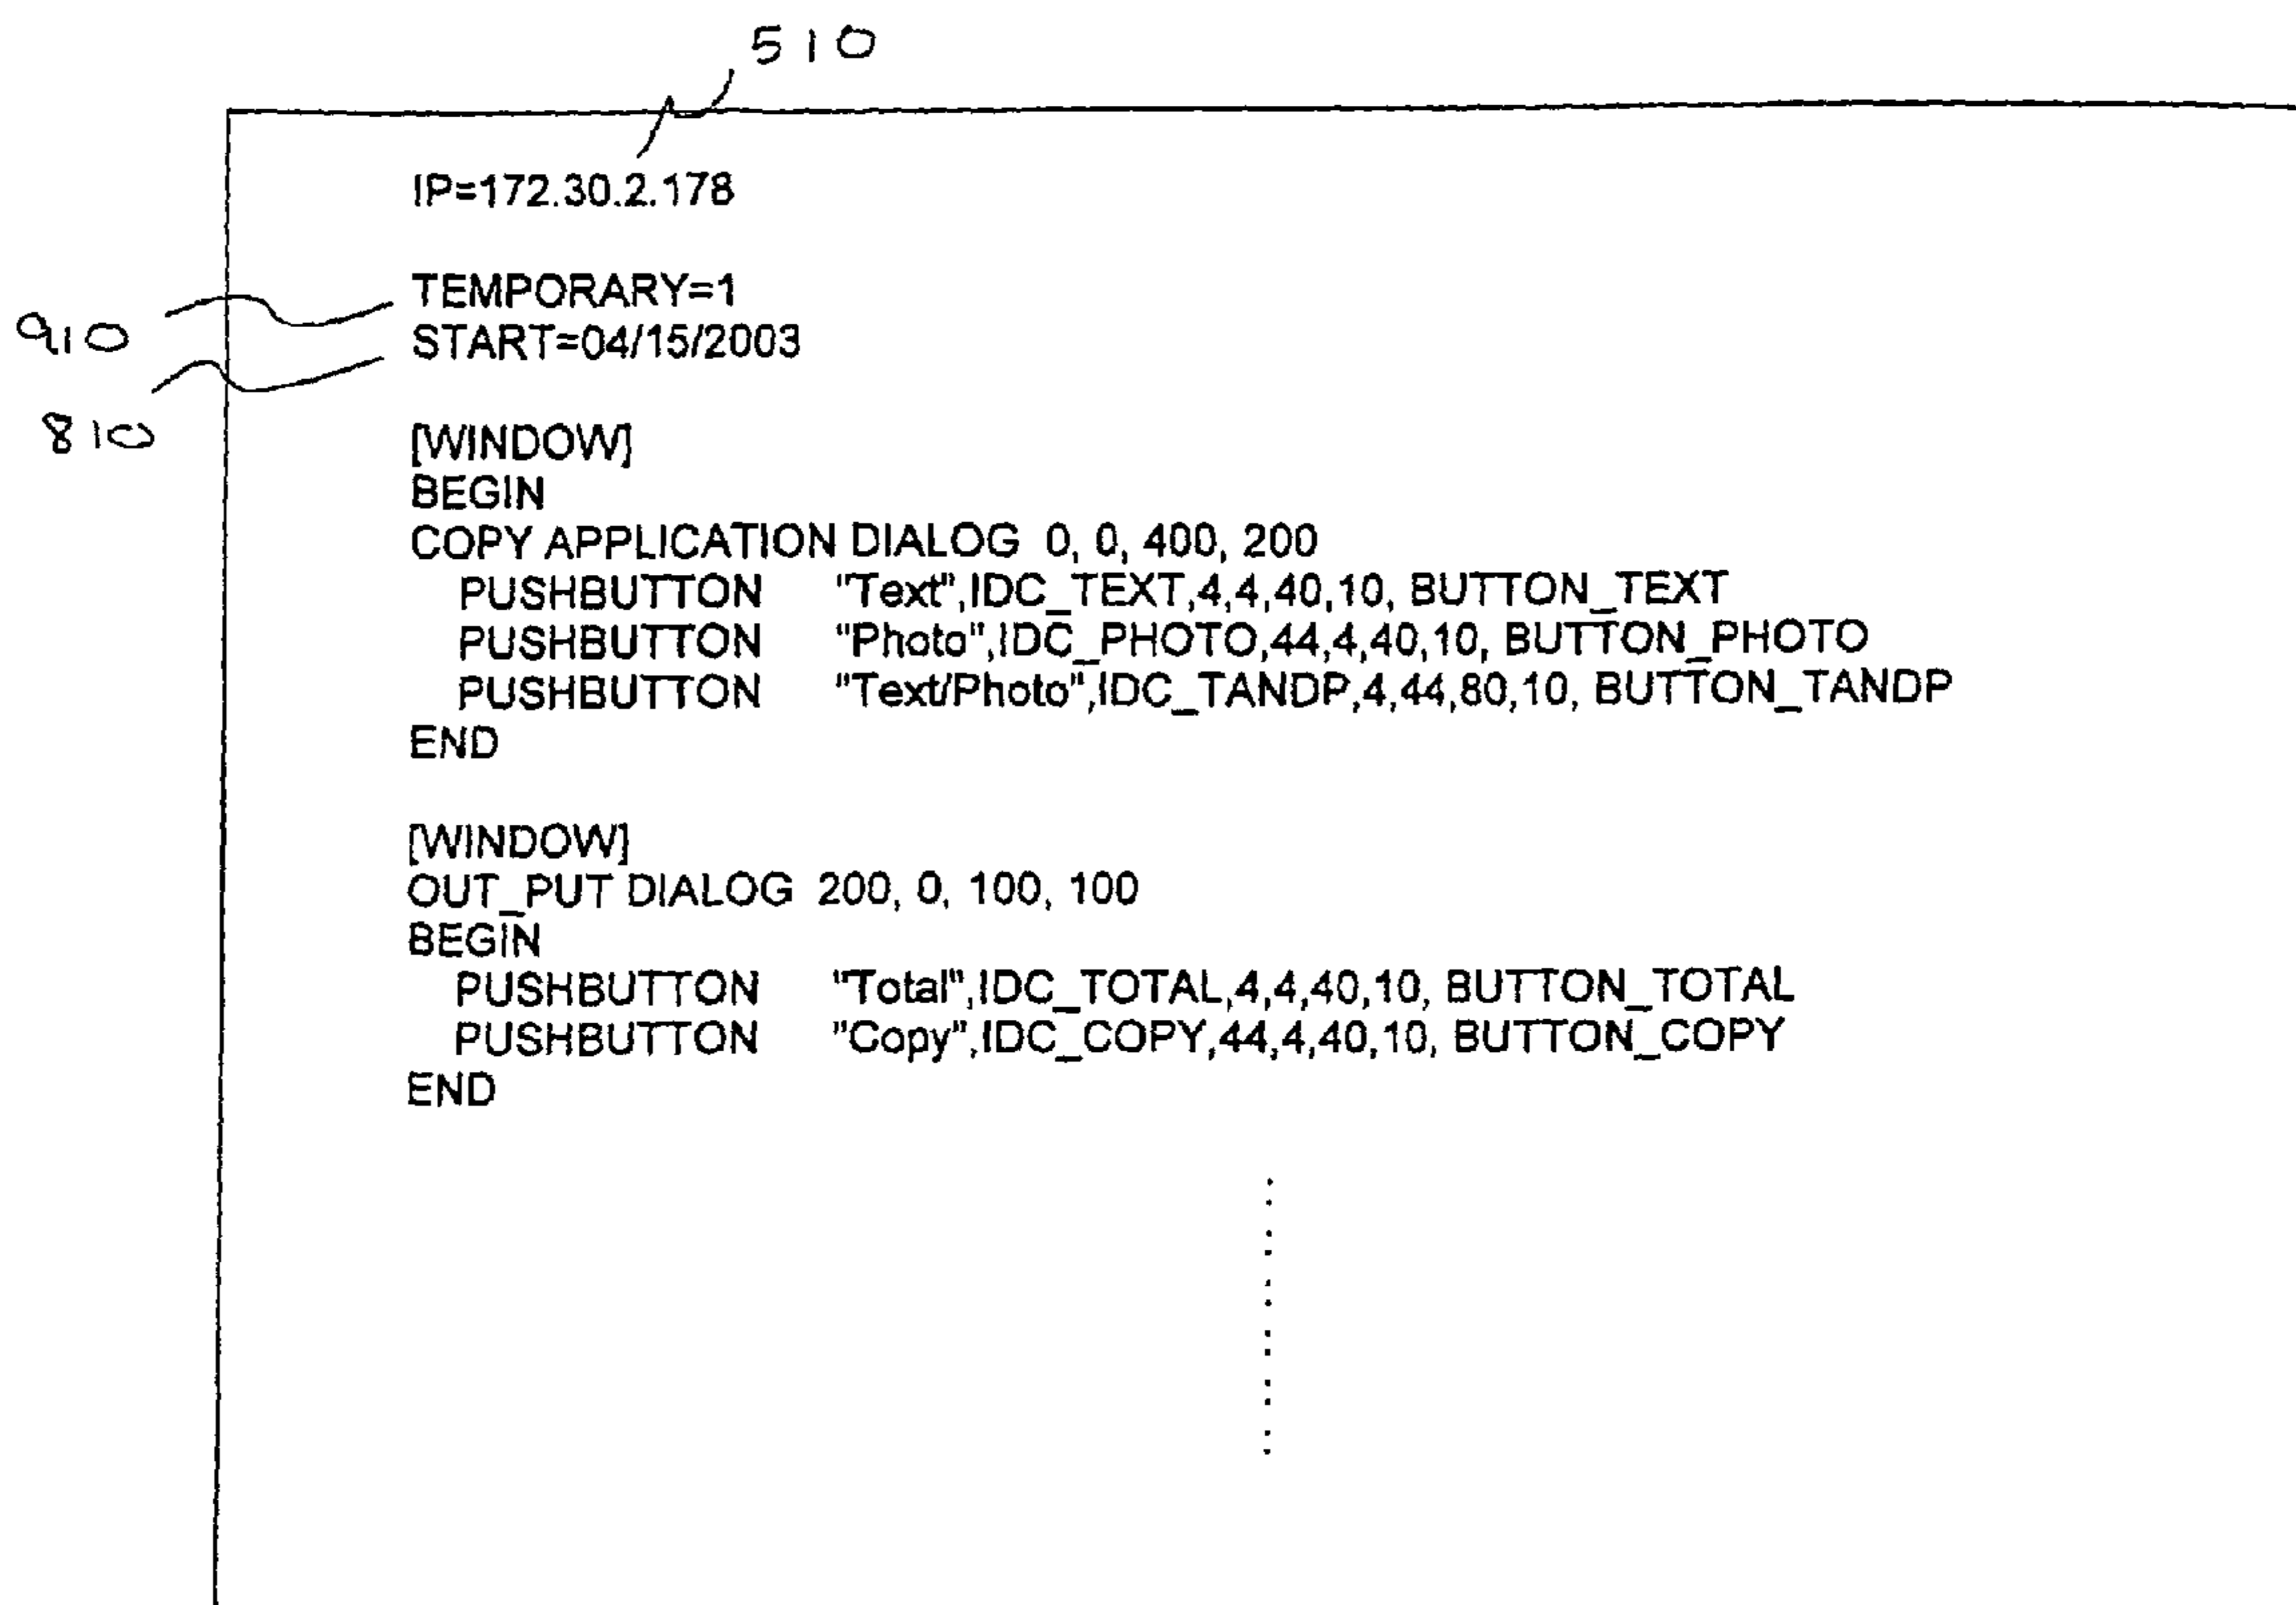 510
IP=172.30.2.178
TEMPORARY=1
910
START=04/15/2003
810
[WINDOW]
BEGIN
COPY APPLICATION DIALOG 0, 0, 400, 200
PUSHBUTTON "Text",IDC_TEXT,4,4,40,10, BUTTON_TEXT
PUSHBUTTON "Photo",IDC_PHOTO,44,4,40,10, BUTTON_PHOTO
PUSHBUTTON "Text/Photo",IDC_TANDP,4,44,80,10, BUTTON_TANDP
END
[WINDOW]
OUT_PUT DIALOG 200, 0, 100, 100
BEGIN
PUSHBUTTON "Total",IDC_TOTAL,4,4,40,10, BUTTON_TOTAL
PUSHBUTTON "Copy",IDC_COPY,44,4,40,10, BUTTON_COPY
END